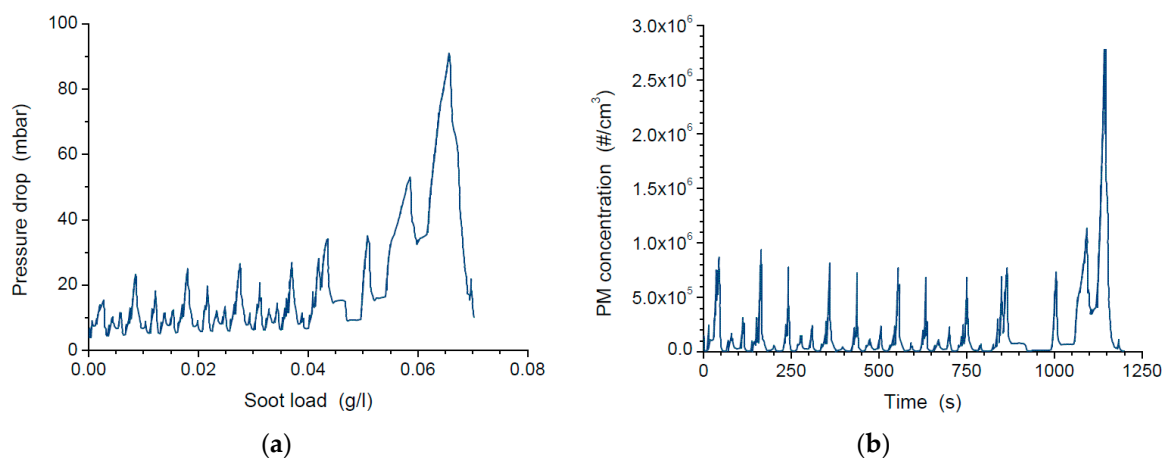 100
80
60
40
20
0
Pressure drop (mbar)
0.00 0.02 0.04 0.06 0.08
Soot load (g/l)
(a)
3.0x10⁶
2.5x10⁶
2.0x10⁶
1.5x10⁶
1.0x10⁶
5.0x10⁵
0.0
PM concentration (#/cm³)
0 250 500 750 1000 1250
Time (s)
(b)